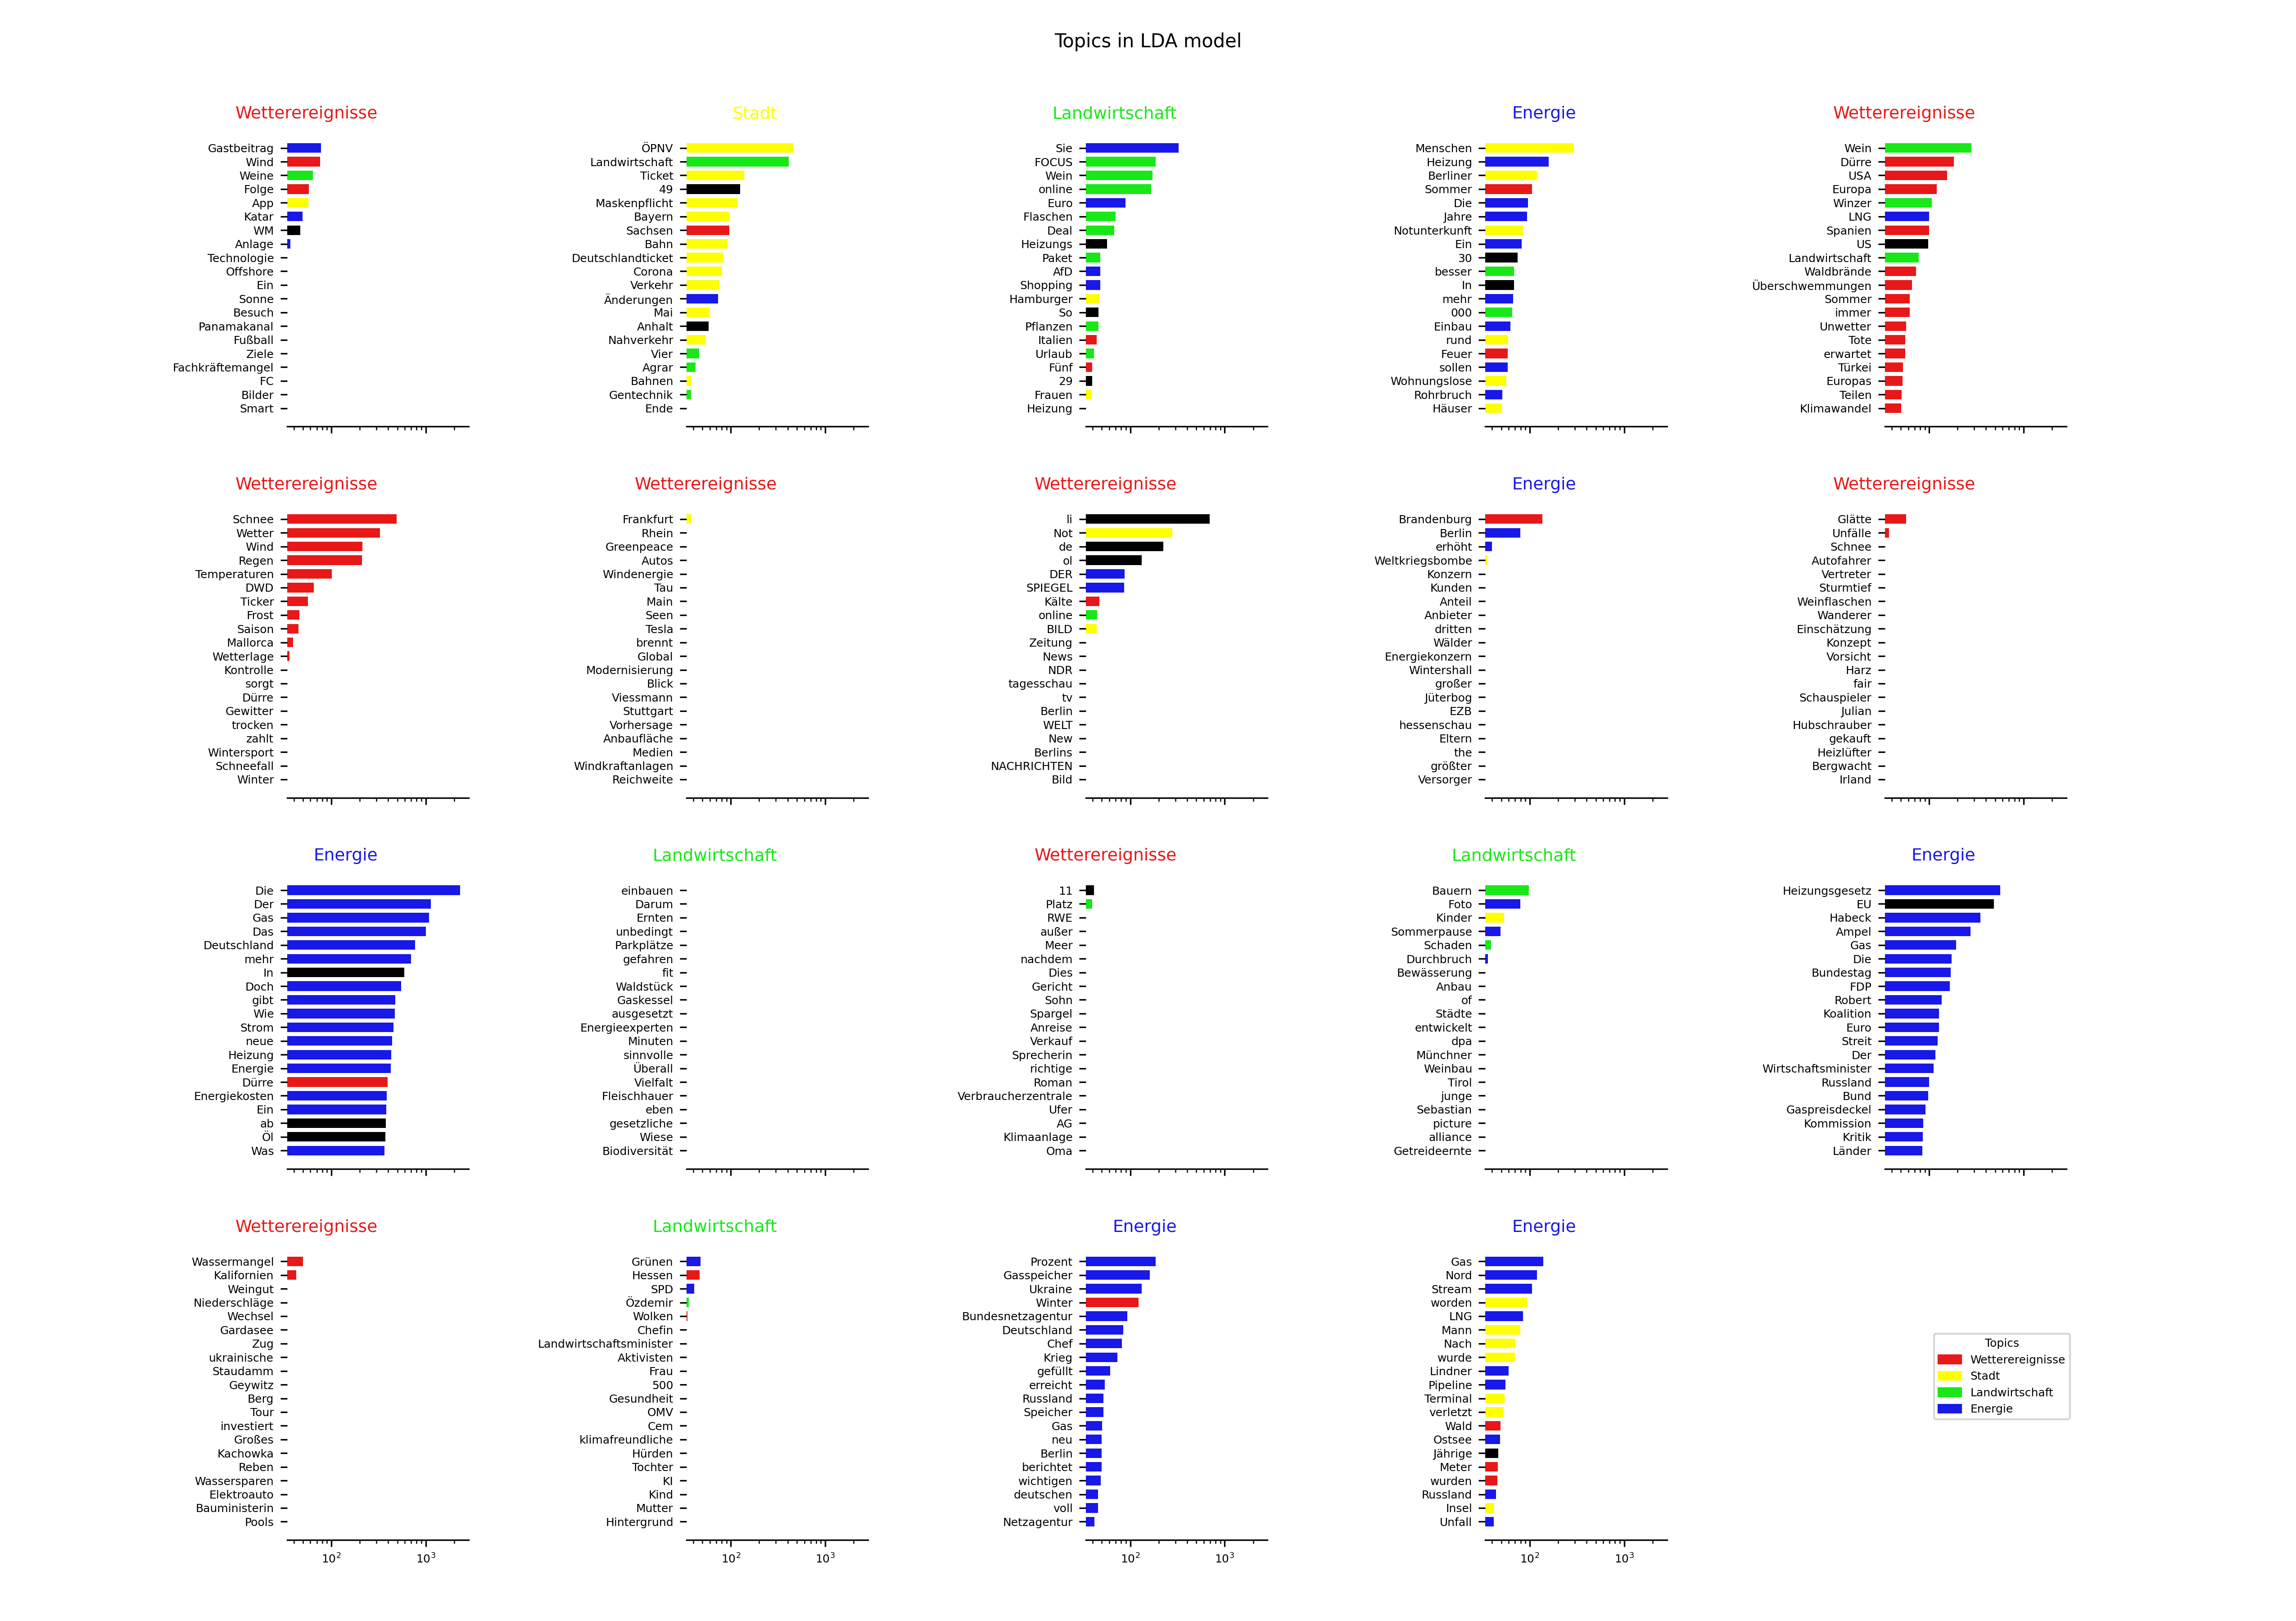 Topics in LDA model
Wetterereignisse
Gastbeitrag
Wind
Weine
Folge
App
Katar
WM
Anlage
Technologie
Offshore
Ein
Sonne
Besuch
Panamakanal
Fußball
Ziele
Fachkräftemangel
FC
Bilder
Smart
Stadt
ÖPNV
Landwirtschaft
Ticket
49
Maskenpflicht
Bayern
Sachsen
Bahn
Deutschlandticket
Corona
Verkehr
Änderungen
Mai
Anhalt
Nahverkehr
Vier
Agrar
Bahnen
Gentechnik
Ende
Landwirtschaft
Sie
FOCUS
Wein
online
Euro
Flaschen
Deal
Heizungs
Paket
AfD
Shopping
Hamburger
So
Pflanzen
Italien
Urlaub
Fünf
29
Frauen
Heizung
Energie
Menschen
Heizung
Berliner
Sommer
Die
Jahre
Notunterkunft
Ein
30
besser
In
mehr
000
Einbau
rund
Feuer
sollen
Wohnungslose
Rohrbruch
Häuser
Wetterereignisse
Wein
Dürre
USA
Europa
Winzer
LNG
Spanien
US
Landwirtschaft
Waldbrände
Überschwemmungen
Sommer
immer
Unwetter
Tote
erwartet
Türkei
Europas
Teilen
Klimawandel
Wetterereignisse
Schnee
Wetter
Wind
Regen
Temperaturen
DWD
Ticker
Frost
Saison
Mallorca
Wetterlage
Kontrolle
sorgt
Dürre
Gewitter
trocken
zahlt
Wintersport
Schneefall
Winter
Wetterereignisse
Frankfurt
Rhein
Greenpeace
Autos
Windenergie
Tau
Main
Seen
Tesla
brennt
Global
Modernisierung
Blick
Viessmann
Stuttgart
Vorhersage
Anbaufläche
Medien
Windkraftanlagen
Reichweite
Wetterereignisse
li
Not
de
ol
DER
SPIEGEL
Kälte
online
BILD
Zeitung
News
NDR
tagesschau
tv
Berlin
WELT
New
Berlins
NACHRICHTEN
Bild
Energie
Brandenburg
Berlin
erhöht
Weltkriegsbombe
Konzern
Kunden
Anteil
Anbieter
dritten
Wälder
Energiekonzern
Wintershall
großer
Jüterbog
EZB
hessenschau
Eltern
the
größter
Versorger
Wetterereignisse
Glätte
Unfälle
Schnee
Autofahrer
Vertreter
Sturmtief
Weinflaschen
Wanderer
Einschätzung
Konzept
Vorsicht
Harz
fair
Schauspieler
Julian
Hubschrauber
gekauft
Heizlüfter
Bergwacht
Irland
Energie
Die
Der
Gas
Das
Deutschland
mehr
In
Doch
gibt
Wie
Strom
neue
Heizung
Energie
Dürre
Energiekosten
Ein
ab
Öl
Was
Landwirtschaft
einbauen
Darum
Ernten
unbedingt
Parkplätze
gefahren
fit
Waldstück
Gaskessel
ausgesetzt
Energieexperten
Minuten
sinnvolle
Überall
Vielfalt
Fleischhauer
eben
gesetzliche
Wiese
Biodiversität
Wetterereignisse
11
Platz
RWE
außer
Meer
nachdem
Dies
Gericht
Sohn
Spargel
Anreise
Verkauf
Sprecherin
richtige
Roman
Verbraucherzentrale
Ufer
AG
Klimaanlage
Oma
Landwirtschaft
Bauern
Foto
Kinder
Sommerpause
Schaden
Durchbruch
Bewässerung
Anbau
of
Städte
entwickelt
dpa
Münchner
Weinbau
Tirol
junge
Sebastian
picture
alliance
Getreideernte
Energie
Heizungsgesetz
EU
Habeck
Ampel
Gas
Die
Bundestag
FDP
Robert
Koalition
Euro
Streit
Der
Wirtschaftsminister
Russland
Bund
Gaspreisdeckel
Kommission
Kritik
Länder
Wetterereignisse
Wassermangel
Kalifornien
Weingut
Niederschläge
Wechsel
Gardasee
Zug
ukrainische
Staudamm
Geywitz
Berg
Tour
investiert
Großes
Kachowka
Reben
Wassersparen
Elektroauto
Bauministerin
Pools
10²
10³
Landwirtschaft
Grünen
Hessen
SPD
Özdemir
Wolken
Chefin
Landwirtschaftsminister
Aktivisten
Frau
500
Gesundheit
OMV
Cem
klimafreundliche
Hürden
Tochter
KI
Kind
Mutter
Hintergrund
10²
10³
Energie
Prozent
Gasspeicher
Ukraine
Winter
Bundesnetzagentur
Deutschland
Chef
Krieg
gefüllt
erreicht
Russland
Speicher
Gas
neu
Berlin
berichtet
wichtigen
deutschen
voll
Netzagentur
10²
10³
Energie
Gas
Nord
Stream
worden
LNG
Mann
Nach
wurde
Lindner
Pipeline
Terminal
verletzt
Wald
Ostsee
Jährige
Meter
wurden
Russland
Insel
Unfall
10²
10³
Topics
Wetterereignisse
Stadt
Landwirtschaft
Energie